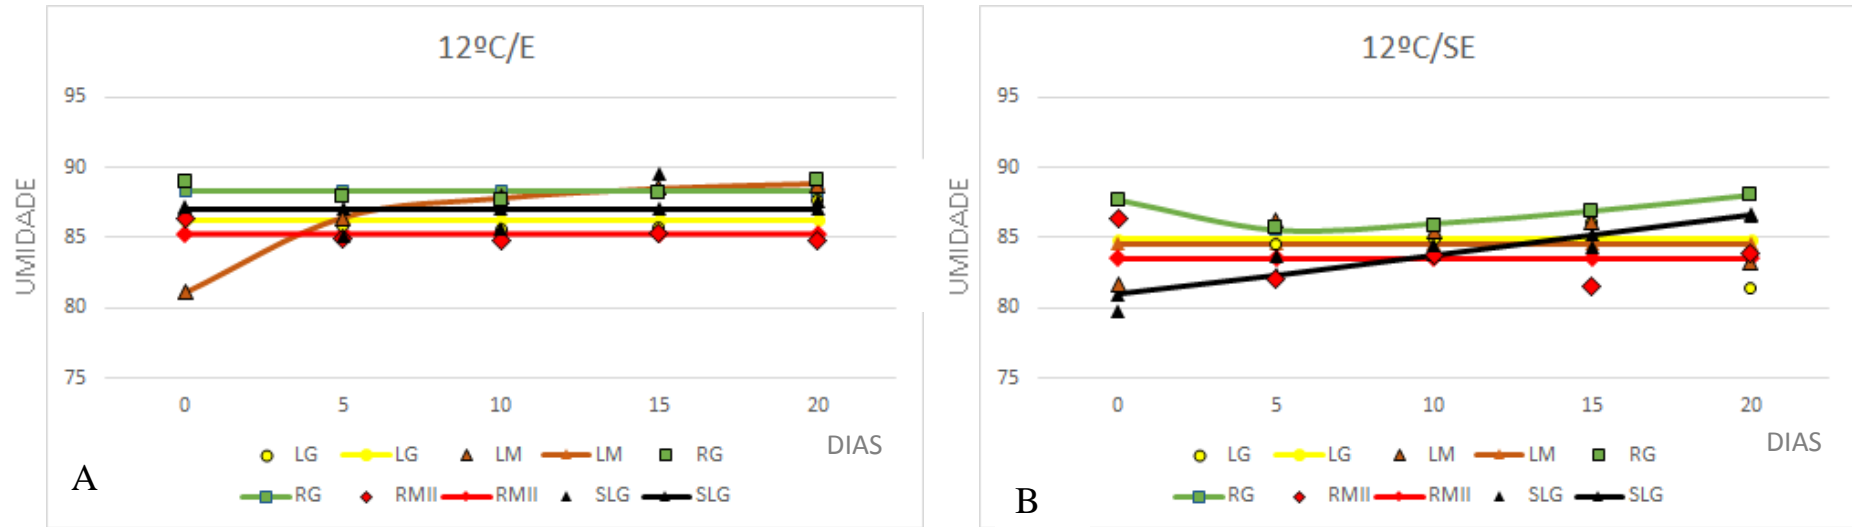 12ºC/E
95
90
85
80
75
UMIDADE
0 5 10 15 20
DIAS
LG LG LM LM RG
RG RMII RMII SLG SLG
A
12ºC/SE
95
90
85
80
75
UMIDADE
0 5 10 15 20
DIAS
LG LG LM LM RG
RG RMII RMII SLG SLG
B